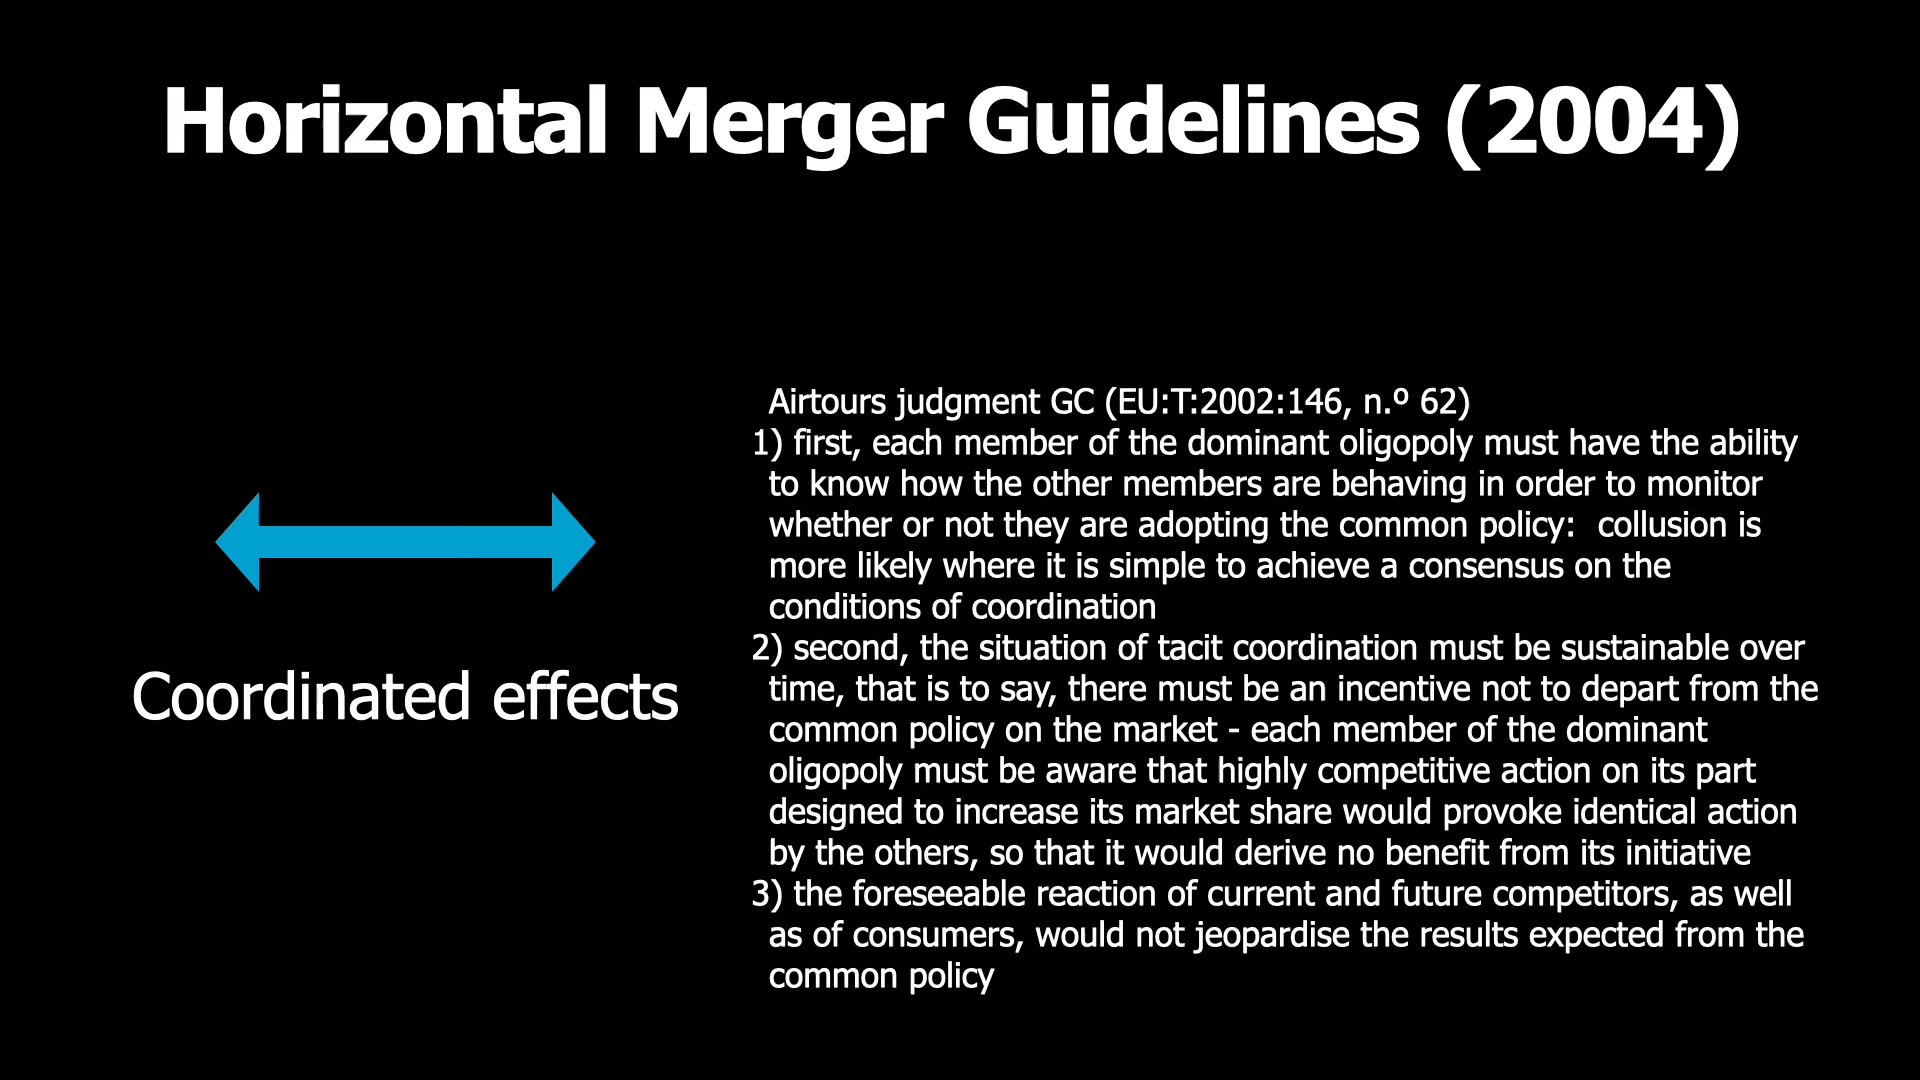 Horizontal Merger Guidelines (2004)
Coordinated effects
Airtours judgment GC (EU:T:2002:146, n.º 62)
1) first, each member of the dominant oligopoly must have the ability
to know how the other members are behaving in order to monitor
whether or not they are adopting the common policy:  collusion is
more likely where it is simple to achieve a consensus on the
conditions of coordination
2) second, the situation of tacit coordination must be sustainable over
time, that is to say, there must be an incentive not to depart from the
common policy on the market - each member of the dominant
oligopoly must be aware that highly competitive action on its part
designed to increase its market share would provoke identical action
by the others, so that it would derive no benefit from its initiative
3) the foreseeable reaction of current and future competitors, as well
as of consumers, would not jeopardise the results expected from the
common policy